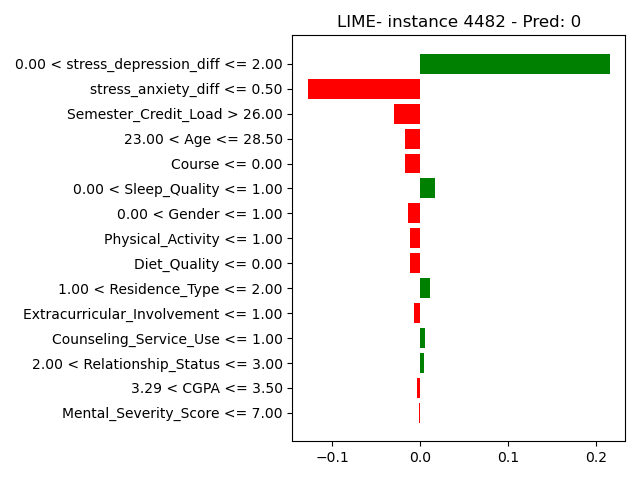 LIME- instance 4482 - Pred: 0
0.00 < stress_depression_diff <= 2.00
stress_anxiety_diff <= 0.50
Semester_Credit_Load > 26.00
23.00 < Age <= 28.50
Course <= 0.00
0.00 < Sleep_Quality <= 1.00
0.00 < Gender <= 1.00
Physical_Activity <= 1.00
Diet_Quality <= 0.00
1.00 < Residence_Type <= 2.00
Extracurricular_Involvement <= 1.00
Counseling_Service_Use <= 1.00
2.00 < Relationship_Status <= 3.00
3.29 < CGPA <= 3.50
Mental_Severity_Score <= 7.00
−0.1 0.0 0.1 0.2